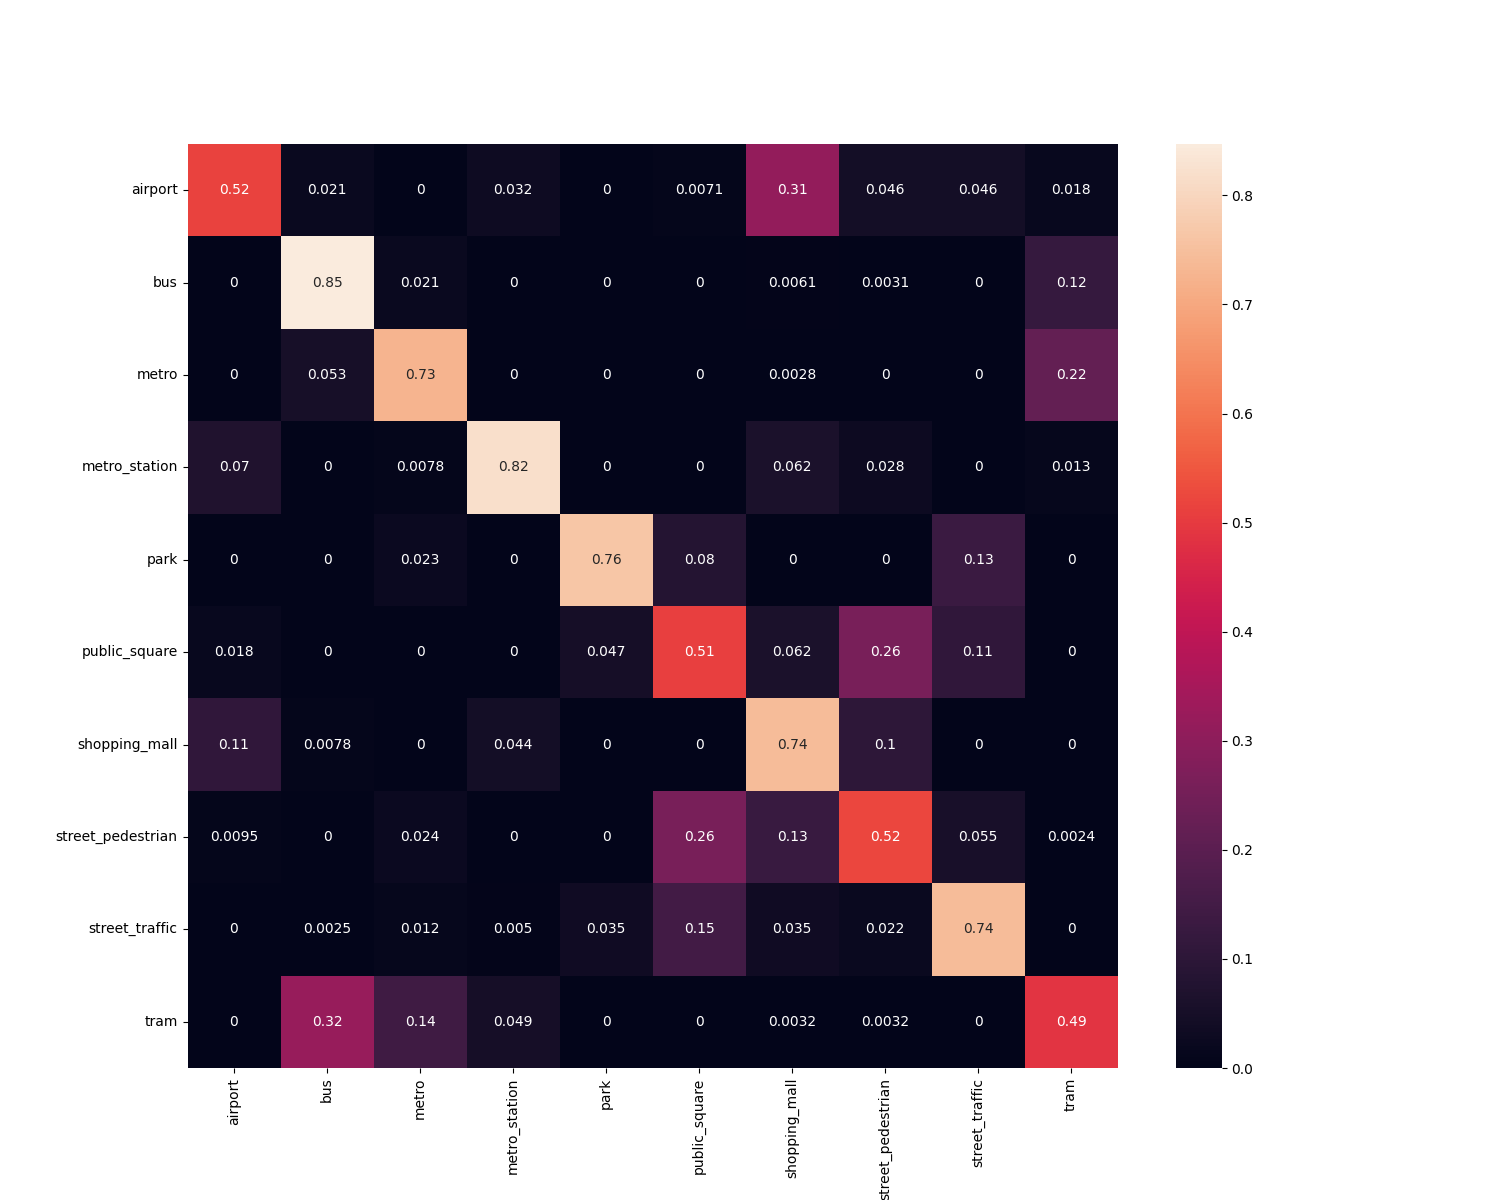 airport 0.52 0.021 0 0.032 0 0.0071 0.31 0.046 0.046 0.018
bus 0 0.85 0.021 0 0 0 0.0061 0.0031 0 0.12
metro 0 0.053 0.73 0 0 0 0.0028 0 0 0.22
metro_station 0.07 0 0.0078 0.82 0 0 0.062 0.028 0 0.013
park 0 0 0.023 0 0.76 0.08 0 0 0.13 0
public_square 0.018 0 0 0 0.047 0.51 0.062 0.26 0.11 0
shopping_mall 0.11 0.0078 0 0.044 0 0 0.74 0.1 0 0
street_pedestrian 0.0095 0 0.024 0 0 0.26 0.13 0.52 0.055 0.0024
street_traffic 0 0.0025 0.012 0.005 0.035 0.15 0.035 0.022 0.74 0
tram 0 0.32 0.14 0.049 0 0 0.0032 0.0032 0 0.49
airport bus metro metro_station park public_square shopping_mall street_pedestrian street_traffic tram
0.8
0.7
0.6
0.5
0.4
0.3
0.2
0.1
0.0